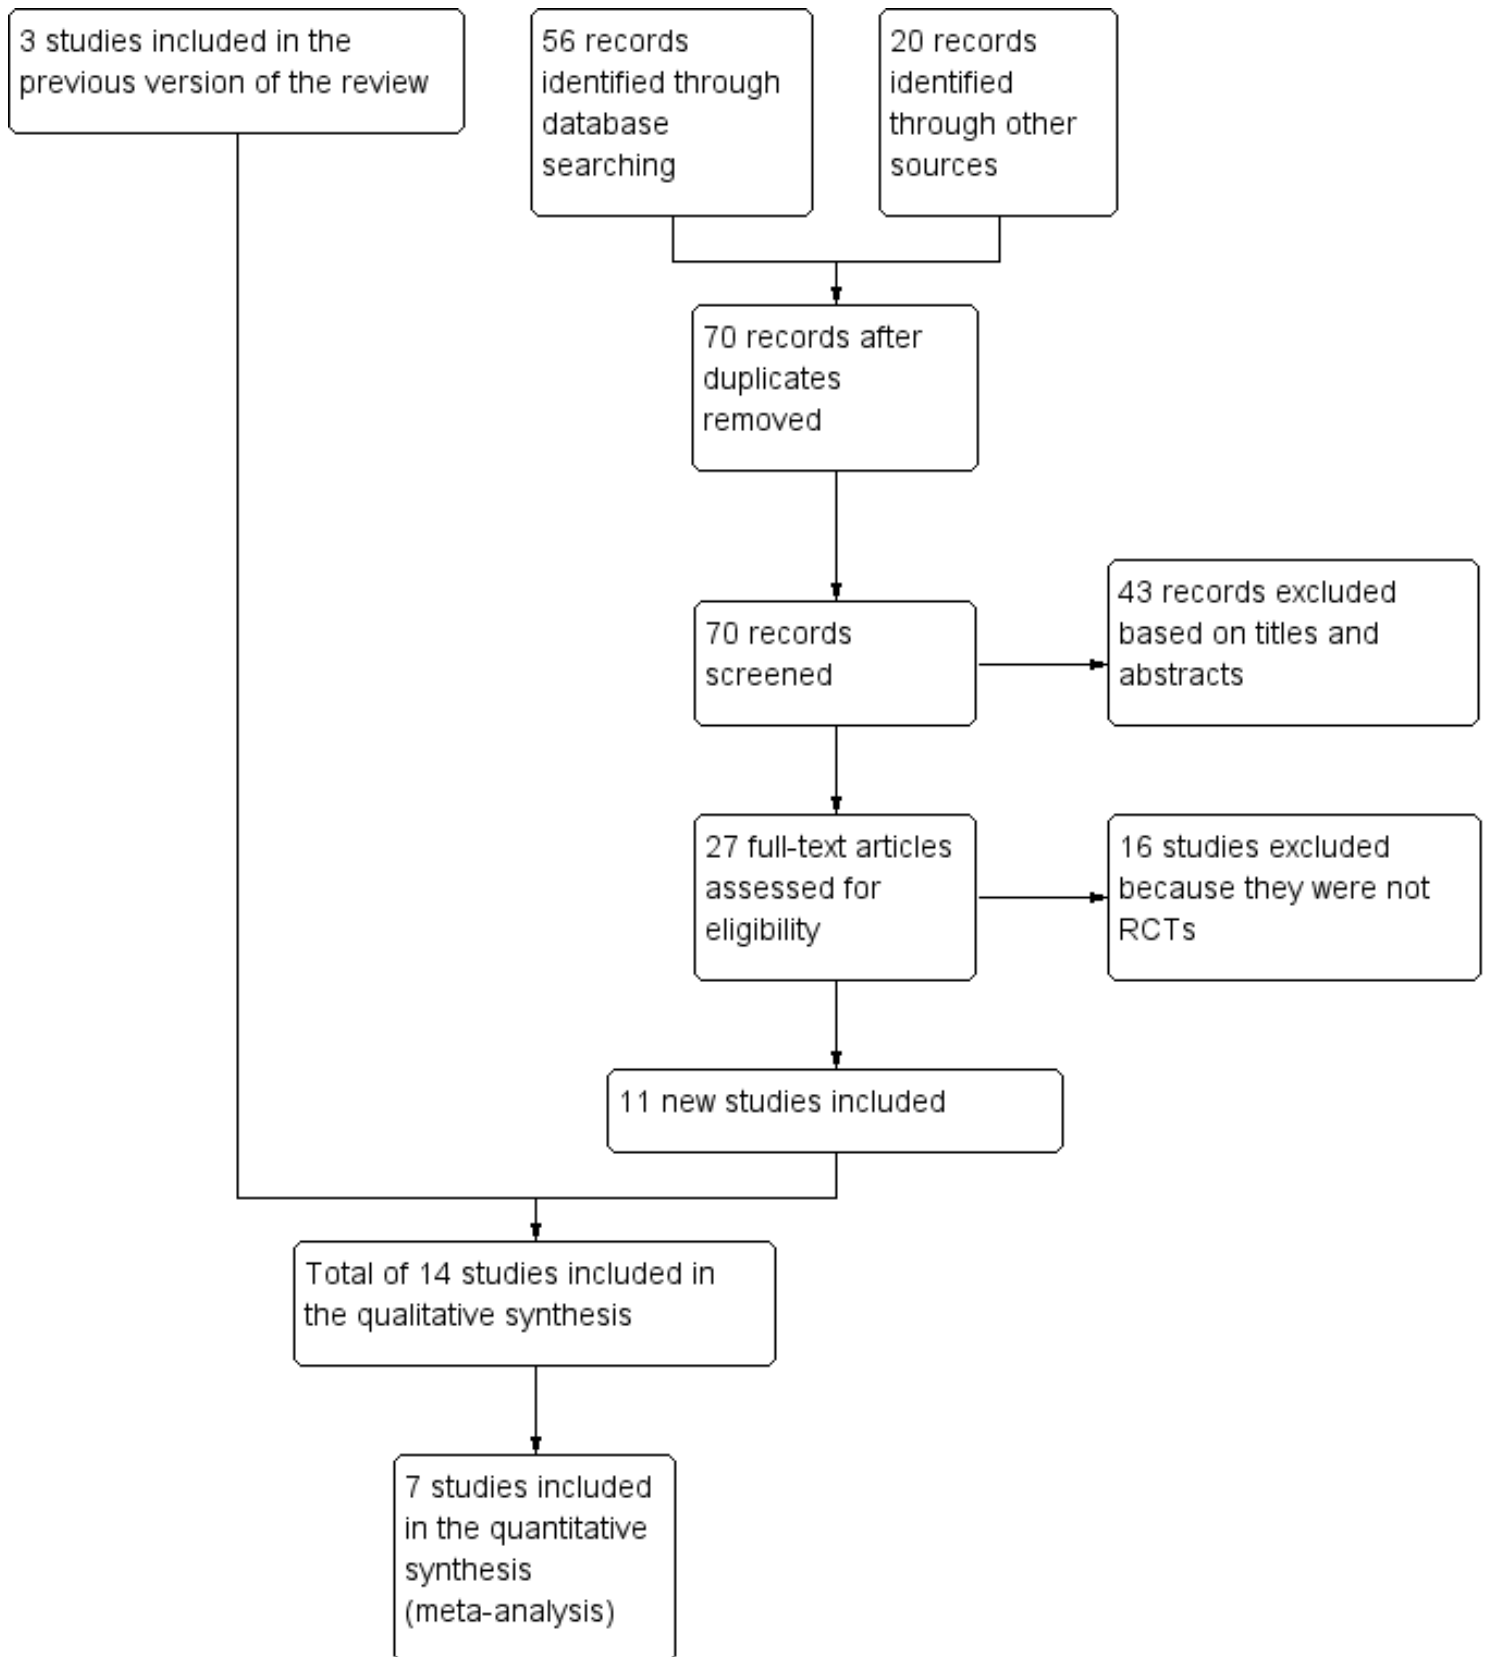 3 studies included in the
previous version of the review
56 records
identified through
database
searching
20 records
identified
through other
sources
70 records after
duplicates
removed
70 records
screened
43 records excluded
based on titles and
abstracts
27 full-text articles
assessed for
eligibility
16 studies excluded
because they were not
RCTs
11 new studies included
Total of 14 studies included in
the qualitative synthesis
7 studies included
in the quantitative
synthesis
(meta-analysis)